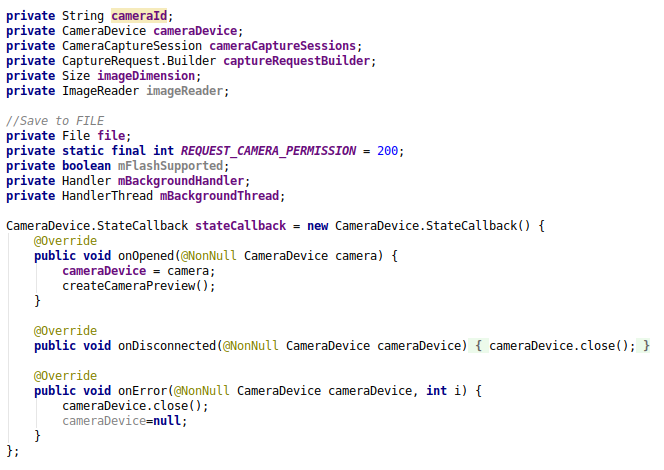 private String cameraId;
private CameraDevice cameraDevice;
private CameraCaptureSession cameraCaptureSessions;
private CaptureRequest.Builder captureRequestBuilder;
private Size imageDimension;
private ImageReader imageReader;

//Save to FILE
private File file;
private static final int REQUEST_CAMERA_PERMISSION = 200;
private boolean mFlashSupported;
private Handler mBackgroundHandler;
private HandlerThread mBackgroundThread;

CameraDevice.StateCallback stateCallback = new CameraDevice.StateCallback() {
    @Override
    public void onOpened(@NonNull CameraDevice camera) {
        cameraDevice = camera;
        createCameraPreview();
    }

    @Override
    public void onDisconnected(@NonNull CameraDevice cameraDevice) { cameraDevice.close(); }

    @Override
    public void onError(@NonNull CameraDevice cameraDevice, int i) {
        cameraDevice.close();
        cameraDevice=null;
    }
};